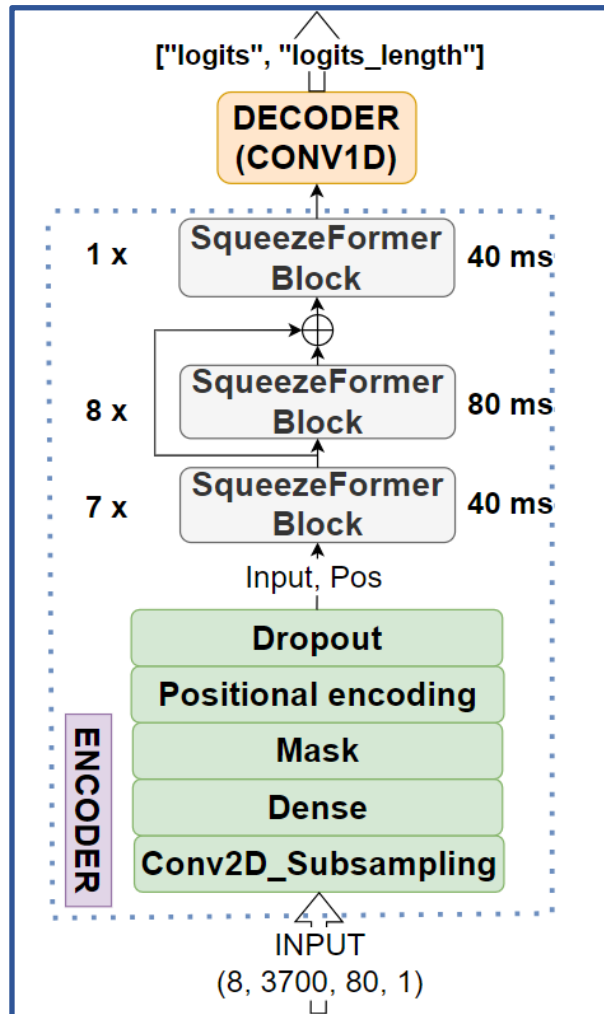 ["logits", "logits_length"]
DECODER
(CONV1D)
1 x
SqueezeFormer
Block
40 ms
8 x
SqueezeFormer
Block
80 ms
7 x
SqueezeFormer
Block
40 ms
Input, Pos
Dropout
Positional encoding
Mask
Dense
Conv2D_Subsampling
ENCODER
INPUT
(8, 3700, 80, 1)